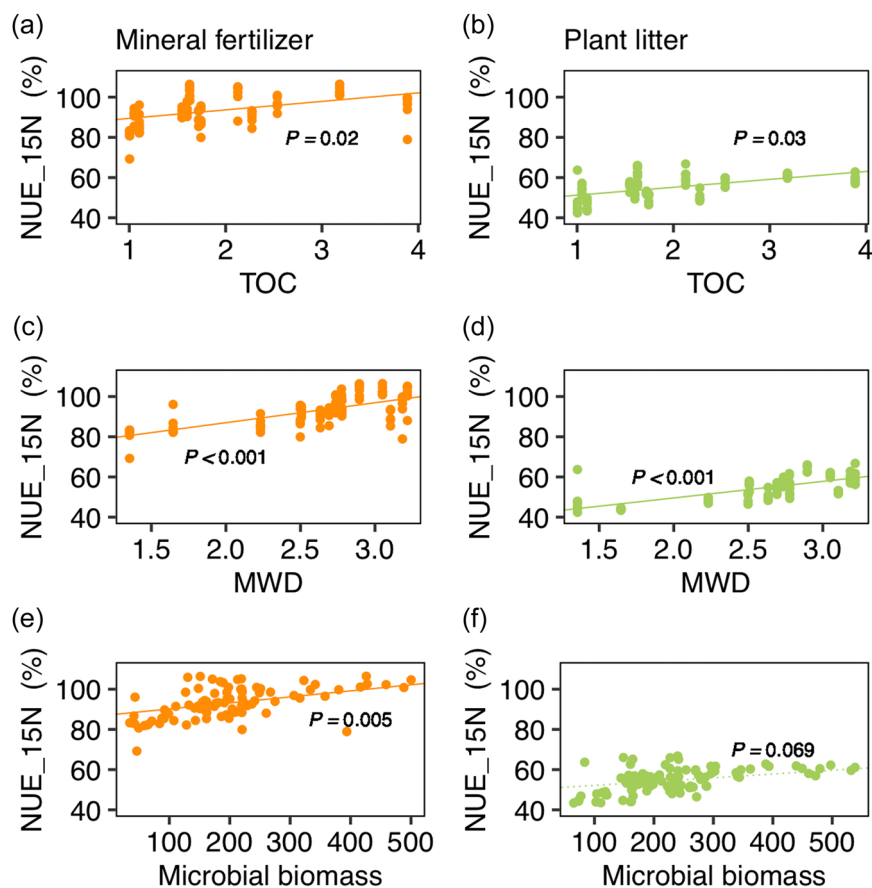 (a) Mineral fertilizer
(b) Plant litter
NUE_15N (%)
100
80
60
40
P = 0.02
1 2 3 4
TOC
NUE_15N (%)
100
80
60
40
P = 0.03
1 2 3 4
TOC
(c)
NUE_15N (%)
100
80
60
40
P < 0.001
1.5 2.0 2.5 3.0
MWD
(d)
NUE_15N (%)
100
80
60
40
P < 0.001
1.5 2.0 2.5 3.0
MWD
(e)
NUE_15N (%)
100
80
60
40
P = 0.005
100 200 300 400 500
Microbial biomass
(f)
NUE_15N (%)
100
80
60
40
P = 0.069
100 200 300 400 500
Microbial biomass